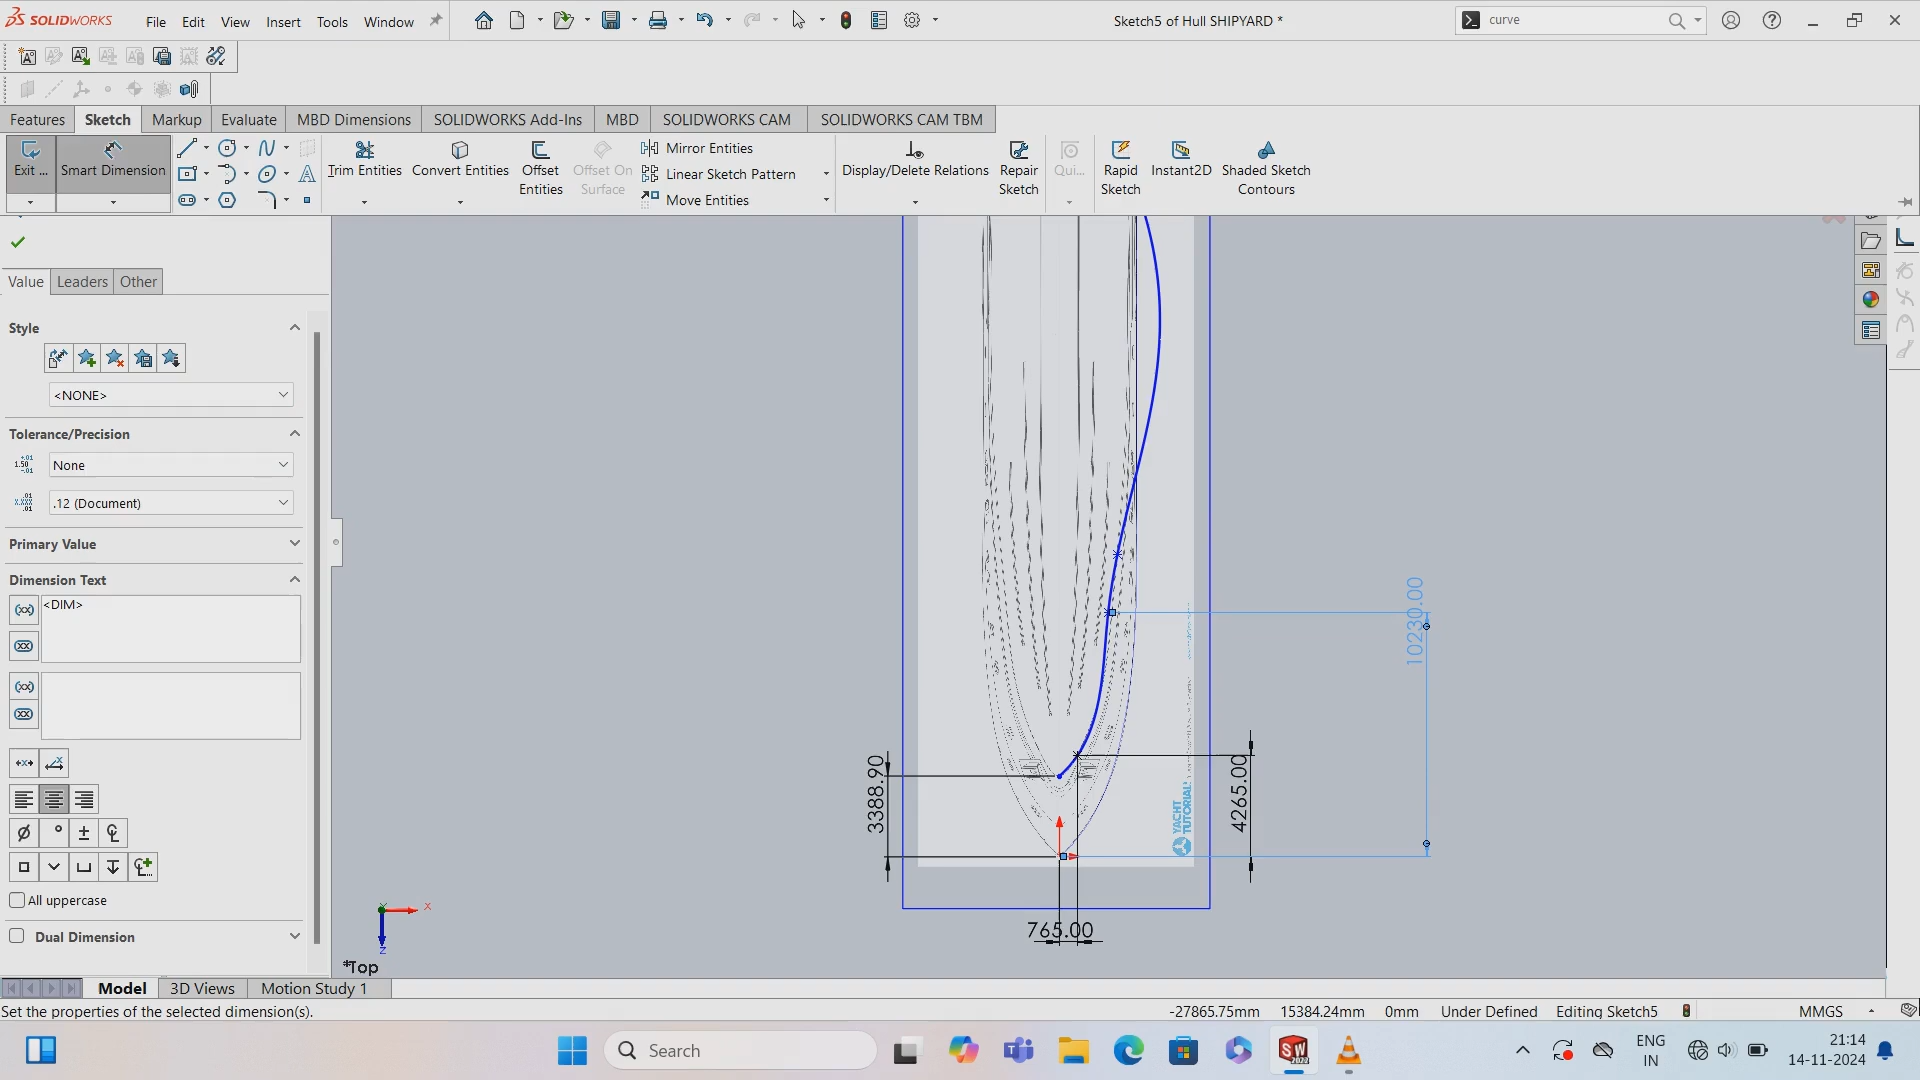 SOLIDWORKS File Edit View Insert Tools Window Sketch5 of Hull SHIPYARD * curve
Features Sketch Markup Evaluate MBD Dimensions SOLIDWORKS Add-Ins MBD SOLIDWORKS CAM SOLIDWORKS CAM TBM
Exit ... Smart Dimension Trim Entities Convert Entities Offset Entities Offset On Surface Mirror Entities Display/Delete Relations Repair Sketch Qui... Rapid Sketch Instant2D Shaded Sketch Contours
Linear Sketch Pattern
Move Entities
Value Leaders Other
Style
<NONE>
Tolerance/Precision
None
.12 (Document)
Primary Value
Dimension Text
<DIM>
All uppercase
Dual Dimension
10230.00
3388.90
4265.00
765.00
YACHT
TUTORIAL
x
z
*Top
Model 3D Views Motion Study 1
Set the properties of the selected dimension(s). -27865.75mm 15384.24mm 0mm Under Defined Editing Sketch5 MMGS
Search
ENG
IN
21:14
14-11-2024